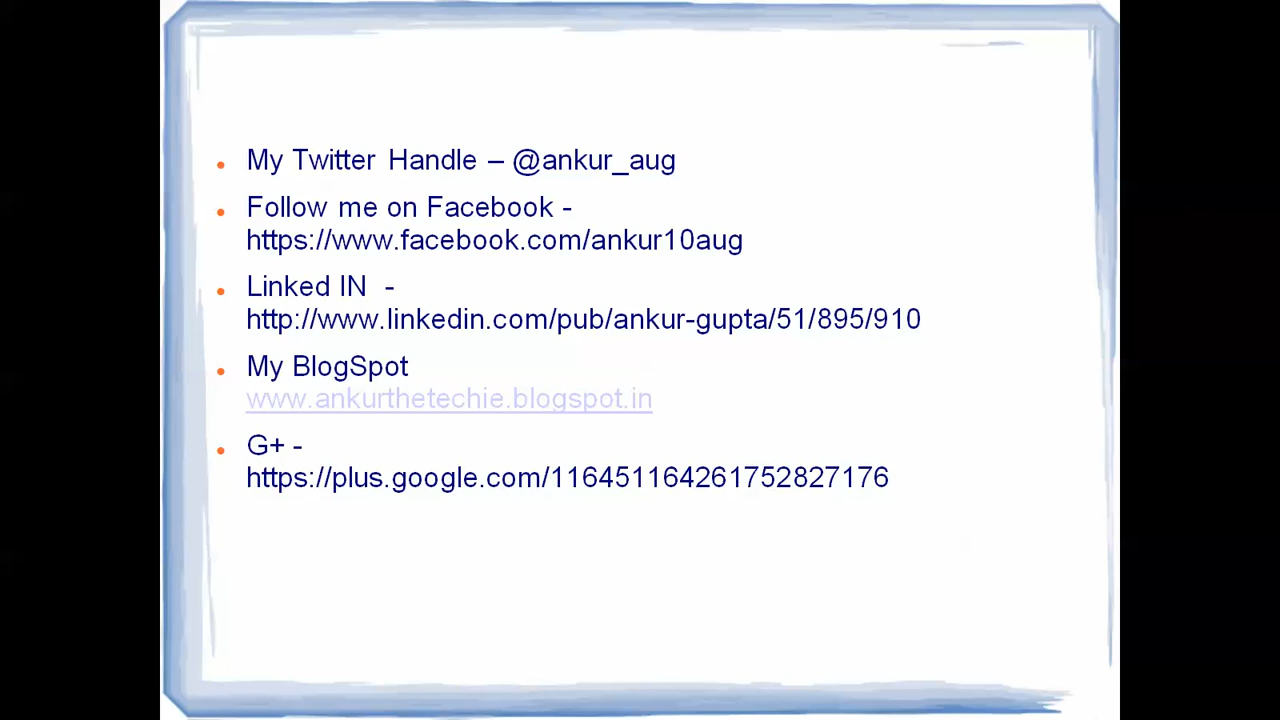 My Twitter Handle – @ankur_aug
Follow me on Facebook -
https://www.facebook.com/ankur10aug
Linked IN -
http://www.linkedin.com/pub/ankur-gupta/51/895/910
My BlogSpot
www.ankurthetechie.blogspot.in
G+ -
https://plus.google.com/116451164261752827176